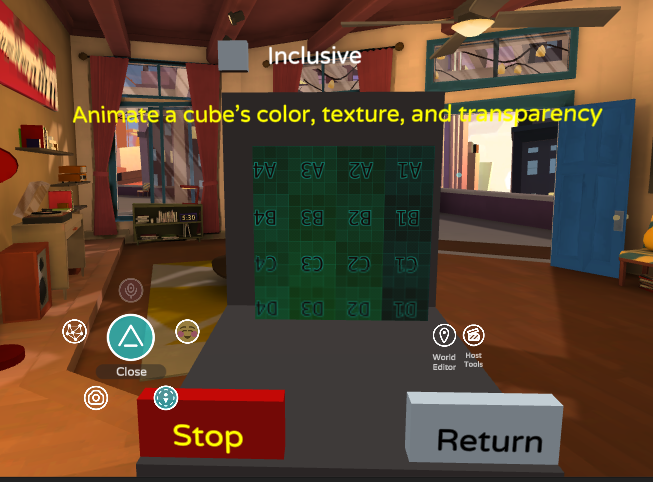 Inclusive
Animate a cube's color, texture, and transparency
A4 A3 A2 A1
B4 B3 B2 B1
C4 C3 C2 C1
D4 D3 D2 D1
Close
World
Editor
Host
Tools
Stop
Return